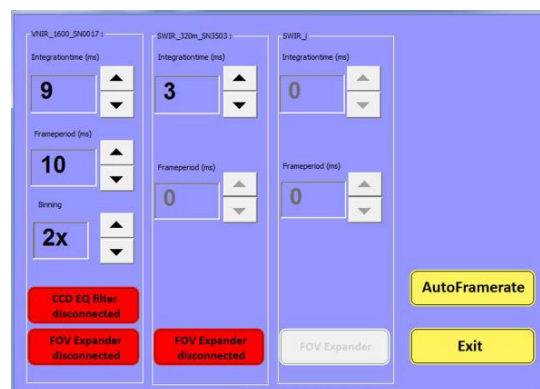 VNIR_1600_SN0017 :
Integrationtime (ms)
9
Frameperiod (ms)
10
Binning
2x
CCD EQ filter
disconnected
FOV Expander
disconnected
SWIR_320m_SN3503 :
Integrationtime (ms)
3
Frameperiod (ms)
0
FOV Expander
disconnected
SWIR_i
Integrationtime (ms)
0
Frameperiod (ms)
0
FOV Expander
AutoFramerate
Exit